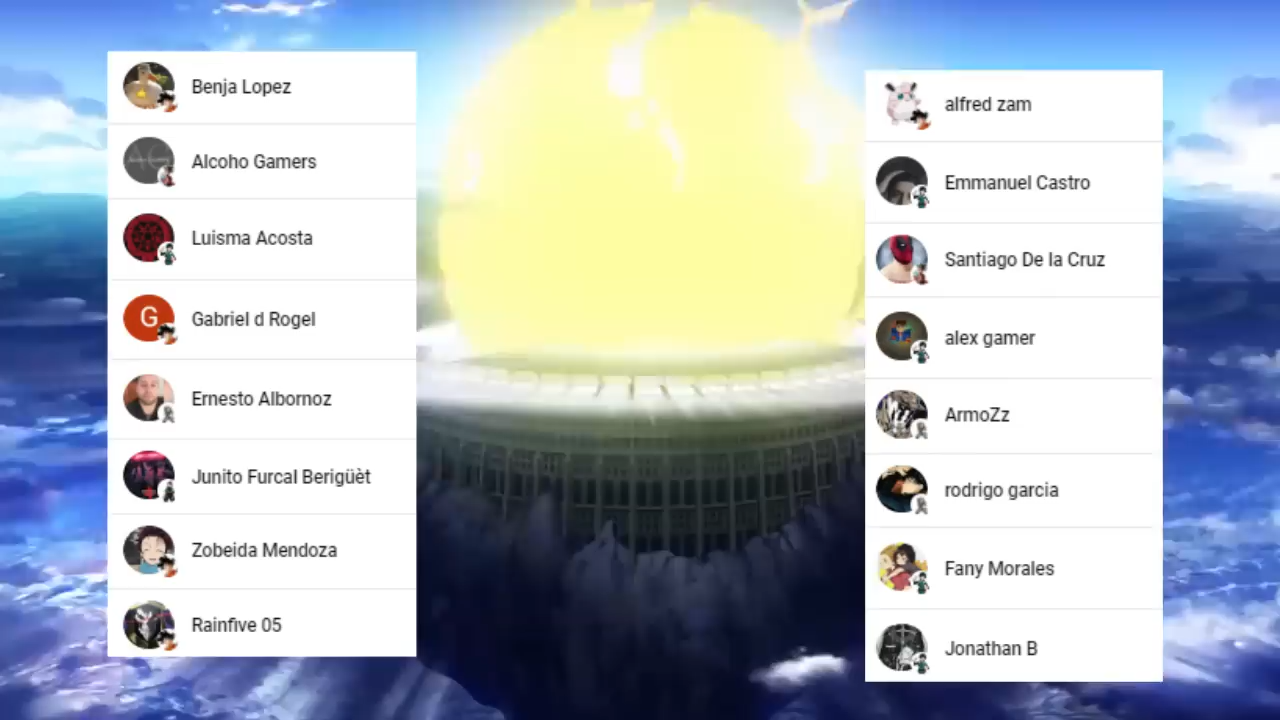 Benja Lopez
Alcoho Gamers
Luisma Acosta
G
Gabriel d Rogel
Ernesto Albornoz
Junito Furcal Berigüèt
Zobeida Mendoza
Rainfive 05
alfred zam
Emmanuel Castro
Santiago De la Cruz
alex gamer
ArmoZz
rodrigo garcia
Fany Morales
Jonathan B